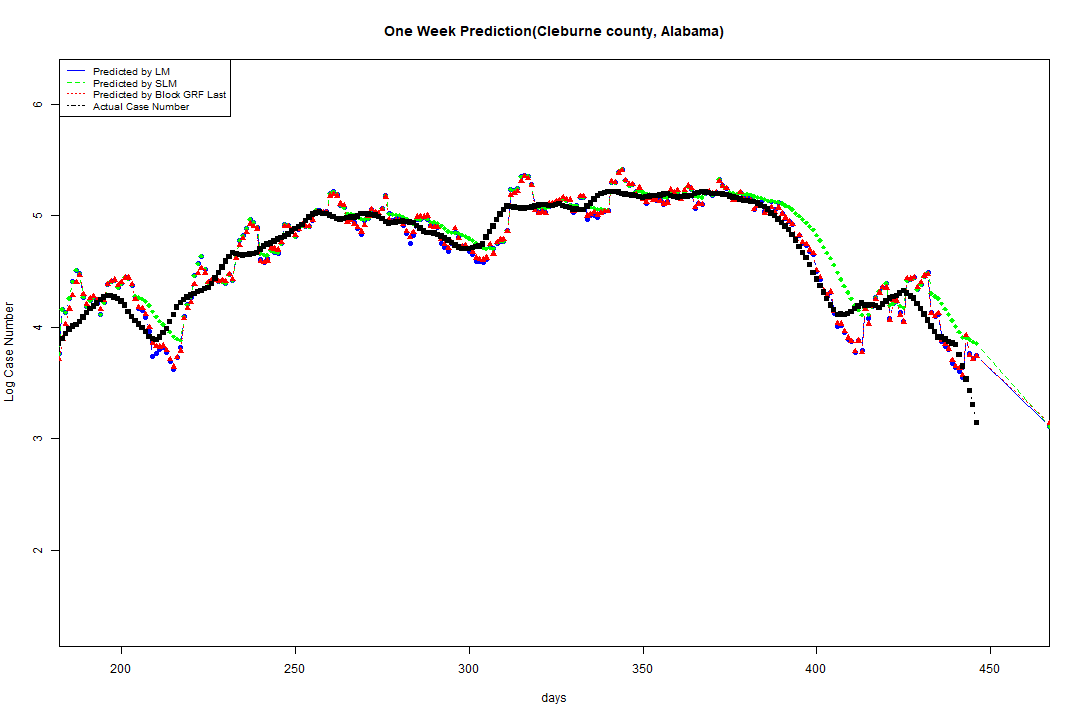 One Week Prediction(Cleburne county, Alabama)
Predicted by LM
Predicted by SLM
Predicted by Block GRF Last
Actual Case Number
Log Case Number
6
5
4
3
2
200 250 300 350 400 450
days